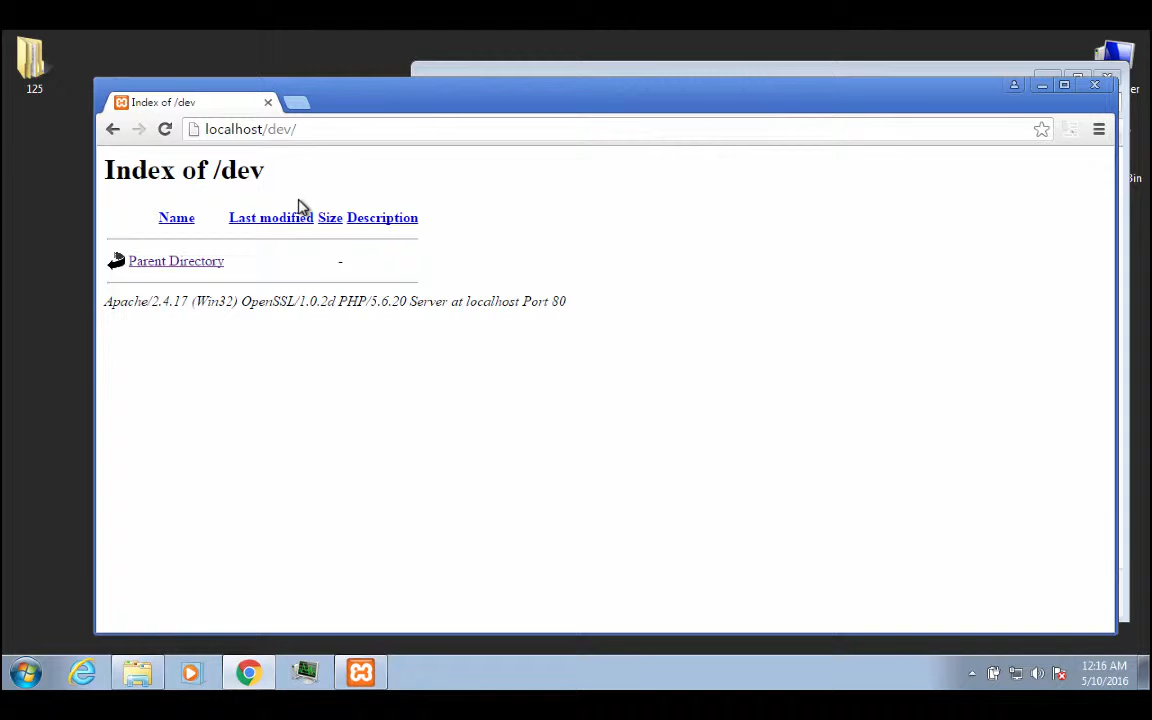 125
Index of /dev
localhost/dev/
Index of /dev
Name Last modified Size Description
Parent Directory -
Apache/2.4.17 (Win32) OpenSSL/1.0.2d PHP/5.6.20 Server at localhost Port 80
12:16 AM
5/10/2016